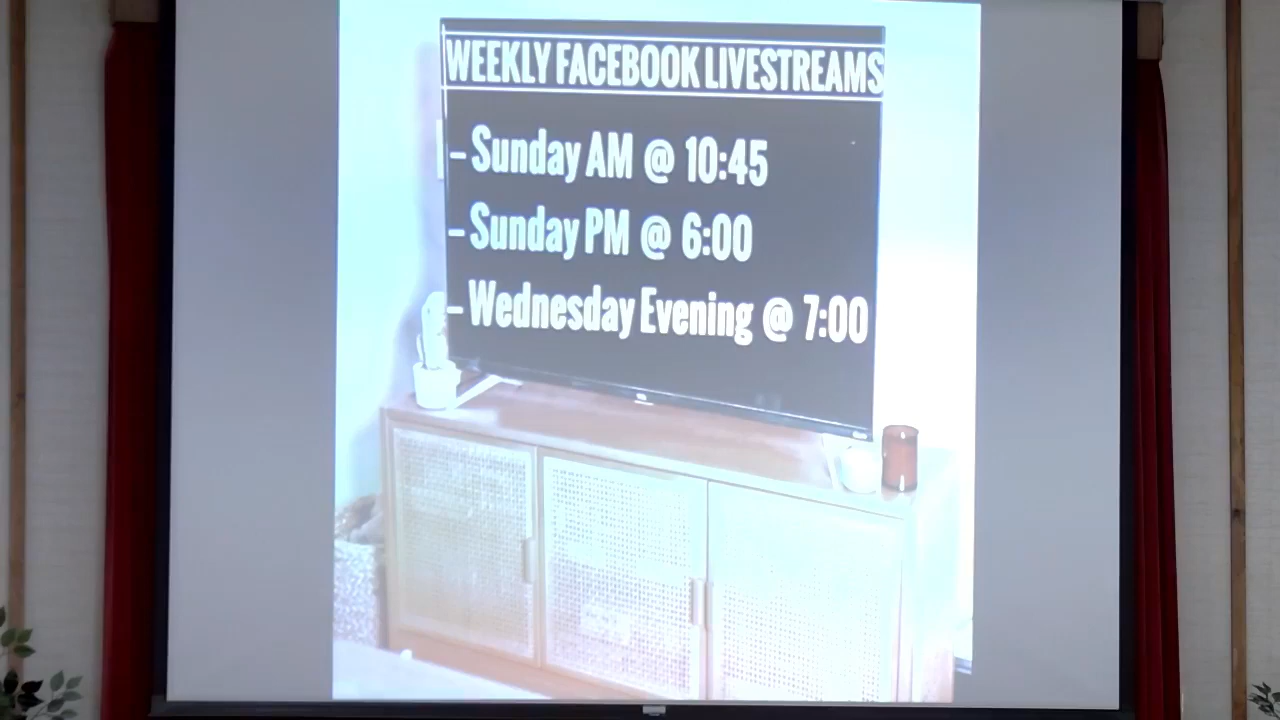 WEEKLY FACEBOOK LIVESTREAMS
– Sunday AM @ 10:45
– Sunday PM @ 6:00
– Wednesday Evening @ 7:00